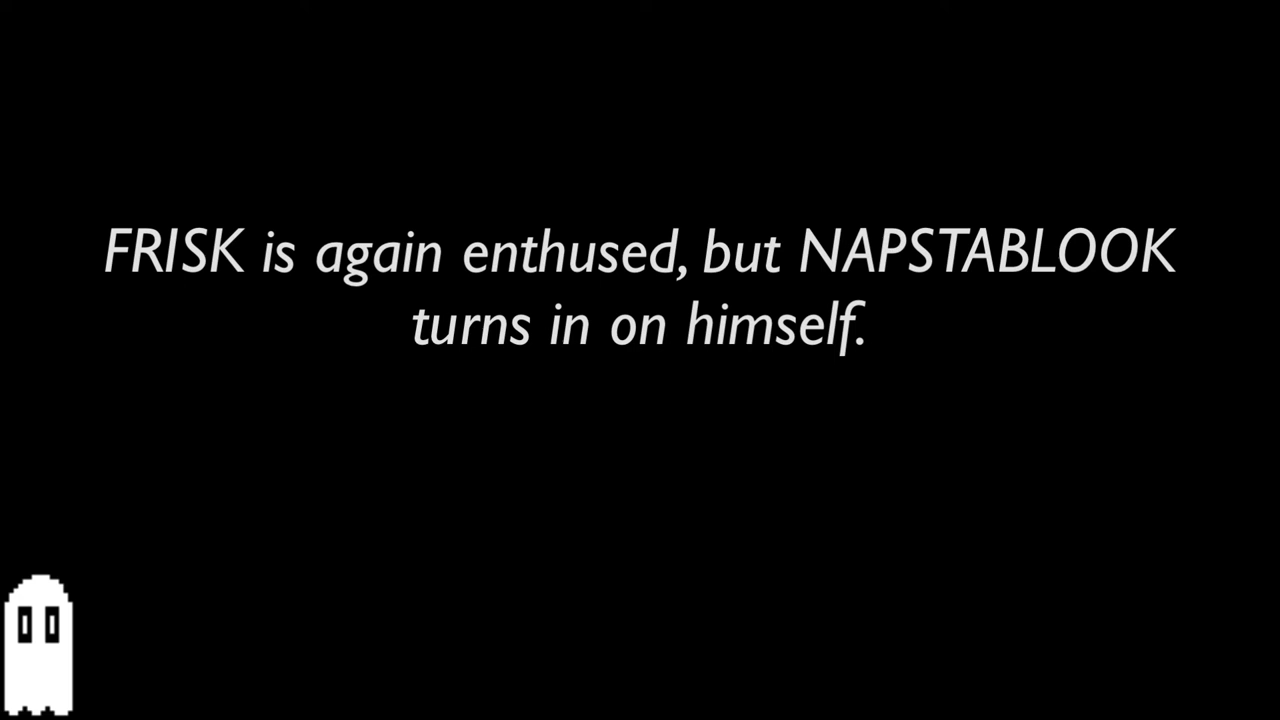 FRISK is again enthused, but NAPSTABLOOK
turns in on himself.